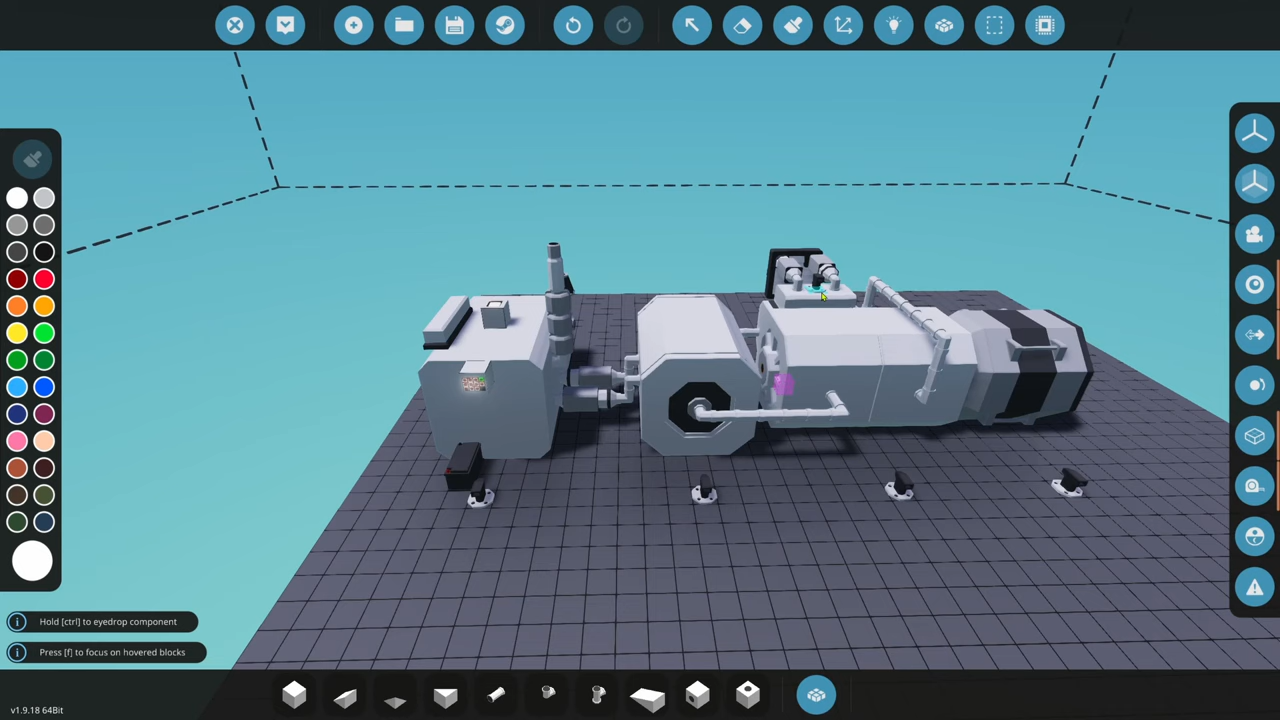 Hold [ctrl] to eyedrop component
Press [f] to focus on hovered blocks
v1.9.18 64Bit